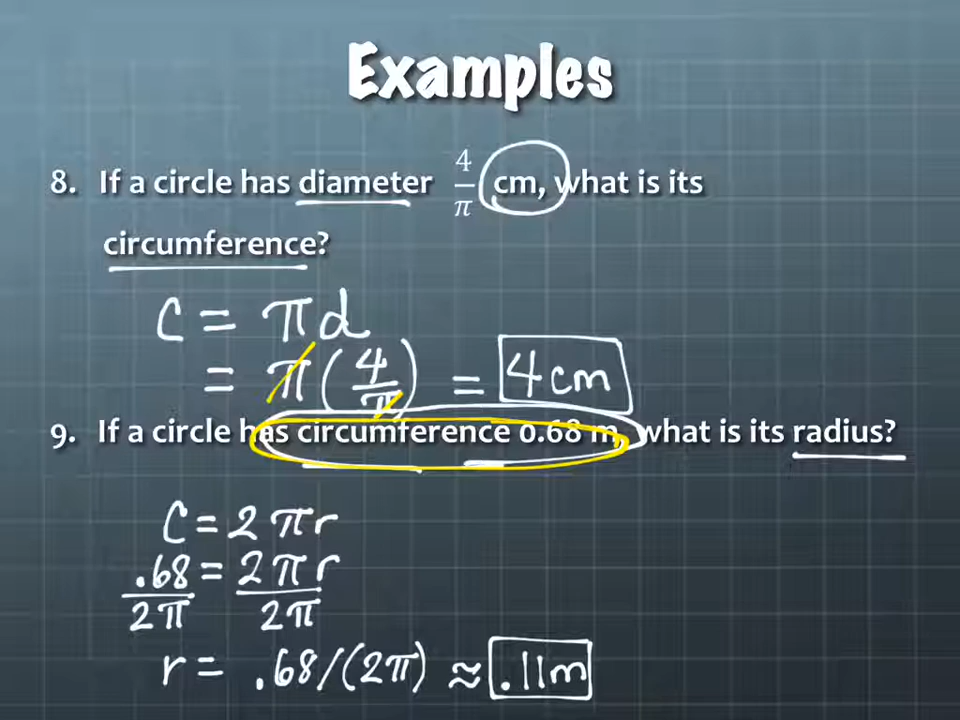 Examples
8. If a circle has diameter 4/π cm, what is its
circumference?
C = πd
= π(4/π) = 4cm
9. If a circle has circumference 0.68 m, what is its radius?
C = 2πr
.68/2π = 2πr/2π
r = .68/(2π) ≈ .11m